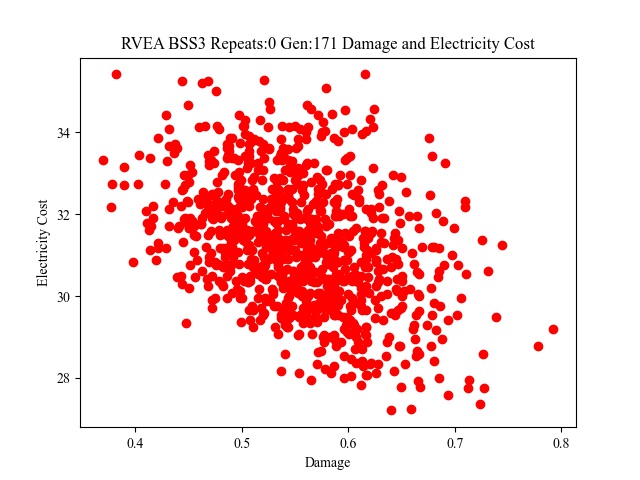 RVEA BSS3 Repeats:0 Gen:171 Damage and Electricity Cost
34
32
30
28
Electricity Cost
0.4 0.5 0.6 0.7 0.8
Damage